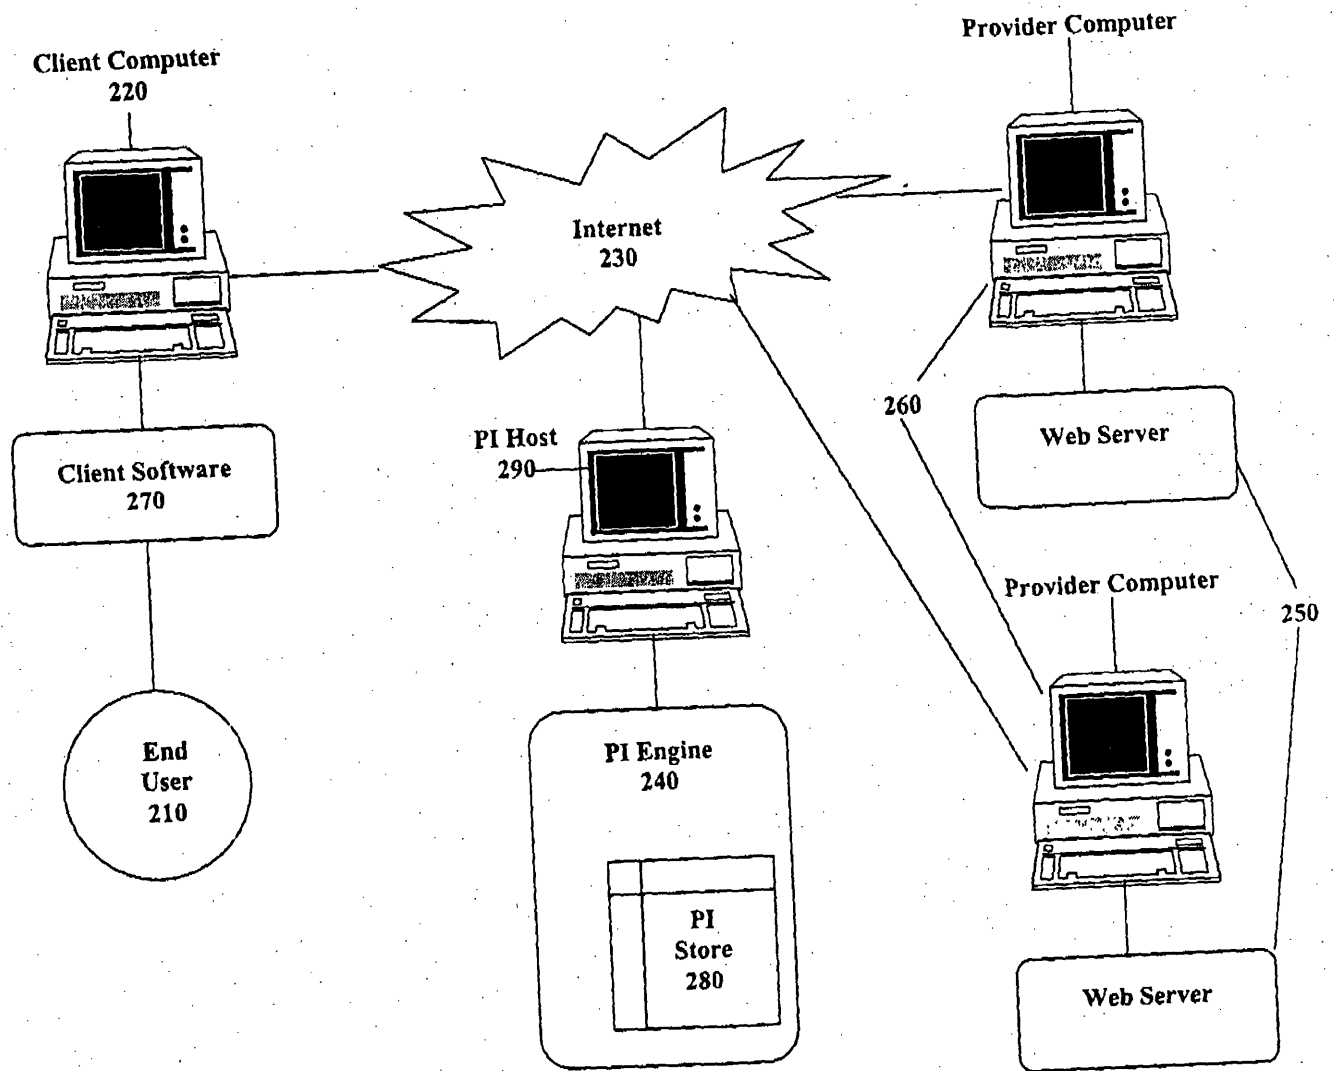 Provider Computer
Client Computer
220
Internet
230
260
Web Server
PI Host
290
Client Software
270
Provider Computer
250
End
User
210
PI Engine
240
PI
Store
280
Web Server